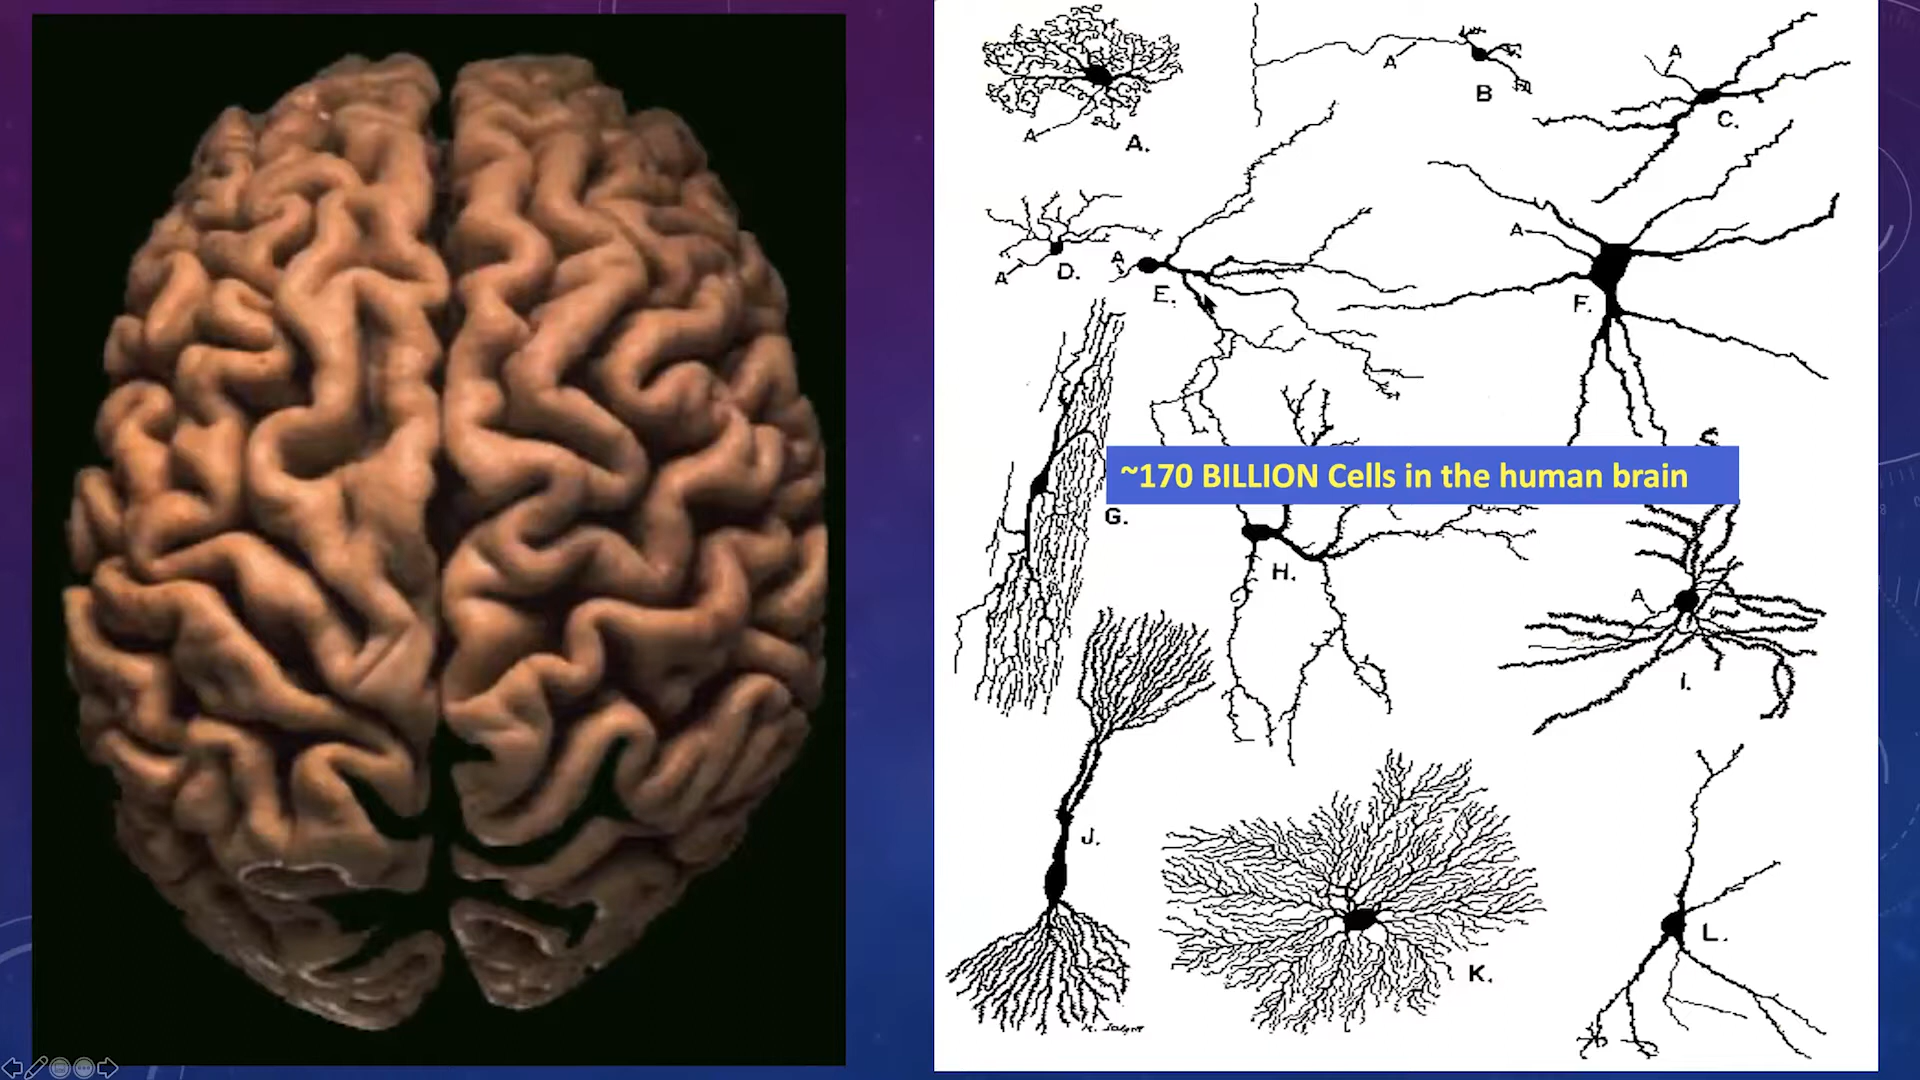 A
B
A
C.
A
A.
A
D.
A
E.
A
F.
~170 BILLION Cells in the human brain
G.
H.
A
I.
J.
K.
L.